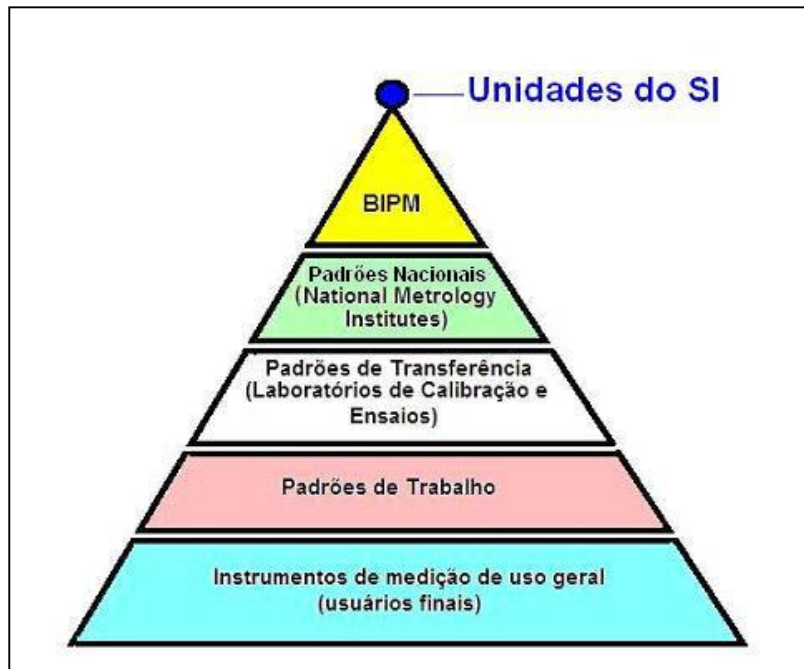 Unidades do SI
BIPM
Padrões Nacionais
(National Metrology
Institutes)
Padrões de Transferência
(Laboratórios de Calibração e
Ensaios)
Padrões de Trabalho
Instrumentos de medição de uso geral
(usuários finais)